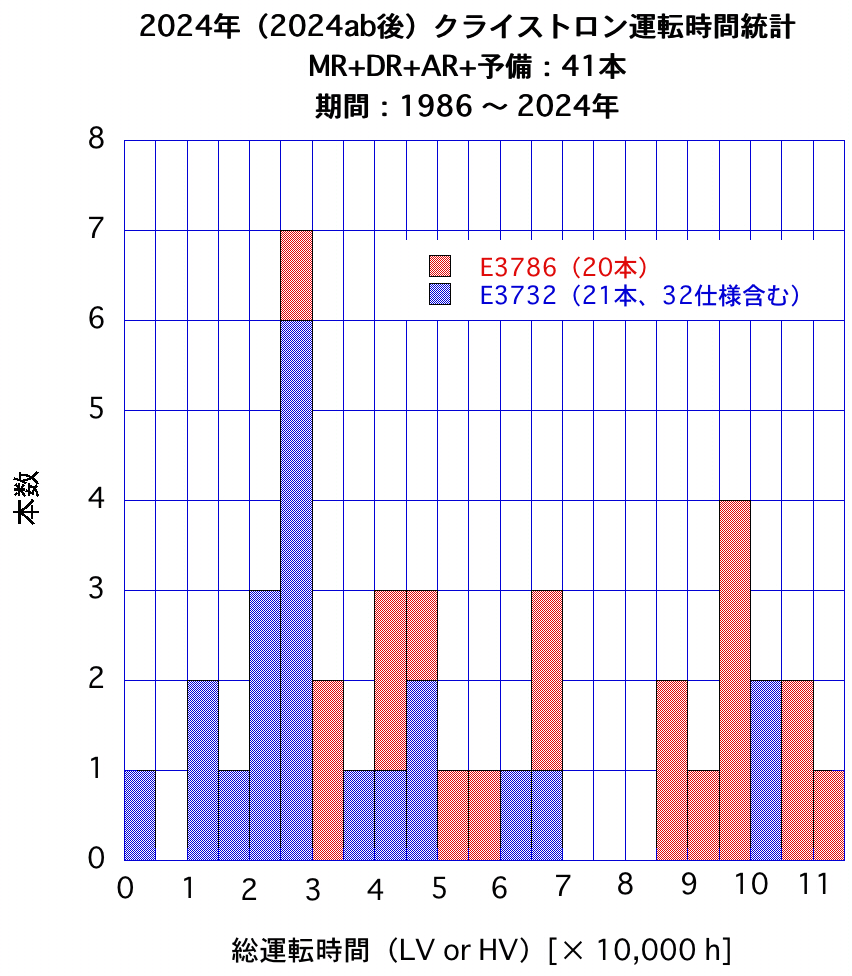 2024年（2024ab後）クライストロン運転時間統計
MR+DR+AR+予備：41本
期間：1986 ～ 2024年
8
7
6
5
4
3
2
1
0
本数
E3786（20本）
E3732（21本、32仕様含む）
0 1 2 3 4 5 6 7 8 9 10 11
総運転時間（LV or HV）[× 10,000 h]